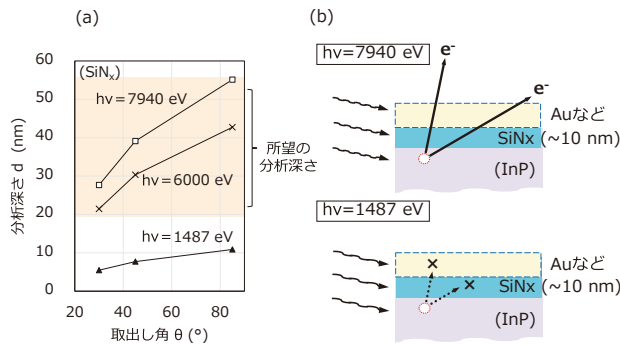 (a)
(SiNx)
hν=7940 eV
hν=6000 eV
hν=1487 eV
60
50
40
30
20
10
0
20
40
60
80
100
分析深さ d (nm)
取出し角 θ (°)
所望の
分析深さ
(b)
hν=7940 eV
e-
e-
Auなど
SiNx (~10 nm)
(InP)
hν=1487 eV
Auなど
SiNx (~10 nm)
(InP)